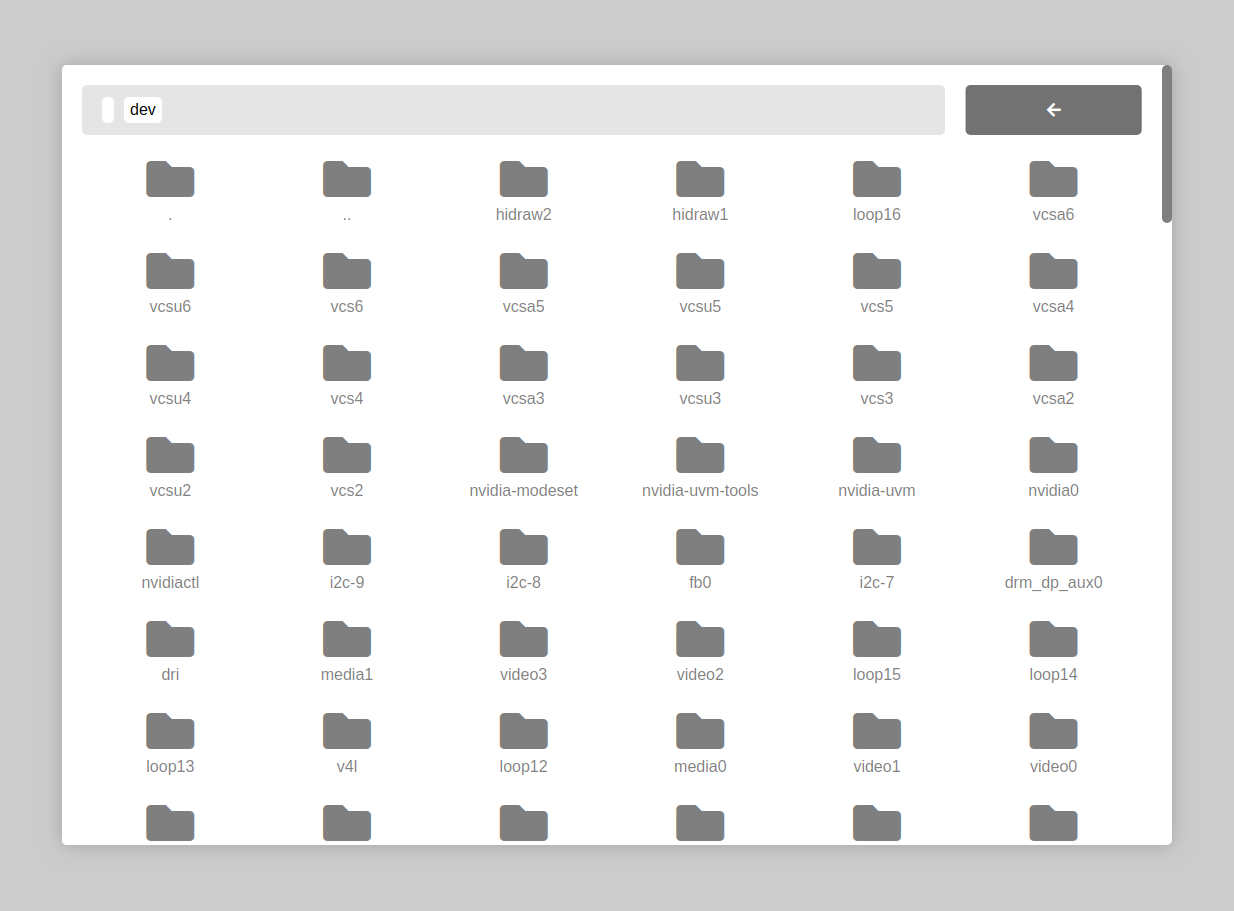 dev
. .. hidraw2 hidraw1 loop16 vcsa6
vcsu6 vcs6 vcsa5 vcsu5 vcs5 vcsa4
vcsu4 vcs4 vcsa3 vcsu3 vcs3 vcsa2
vcsu2 vcs2 nvidia-modeset nvidia-uvm-tools nvidia-uvm nvidia0
nvidiactl i2c-9 i2c-8 fb0 i2c-7 drm_dp_aux0
dri media1 video3 video2 loop15 loop14
loop13 v4l loop12 media0 video1 video0